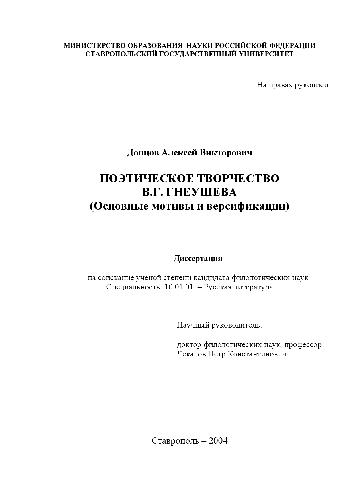 МИНИСТЕРСТВО ОБРАЗОВАНИЯ НАУКИ РОССИЙСКОЙ ФЕДЕРАЦИИ
СТАВРОПОЛЬСКИЙ ГОСУДАРСТВЕННЫЙ УНИВЕРСИТЕТ
На правах рукописи
Донцов Алексей Викторович
ПОЭТИЧЕСКОЕ ТВОРЧЕСТВО
В.Г. ГНЕУШЕВА
(Основные мотивы и версификация)
Диссертация
на соискание ученой степени кандидата филологических наук
Специальность 10.01.01 – Русская литература
Научный руководитель:
доктор филологических наук, профессор
Петр Константинович
Ставрополь – 2004